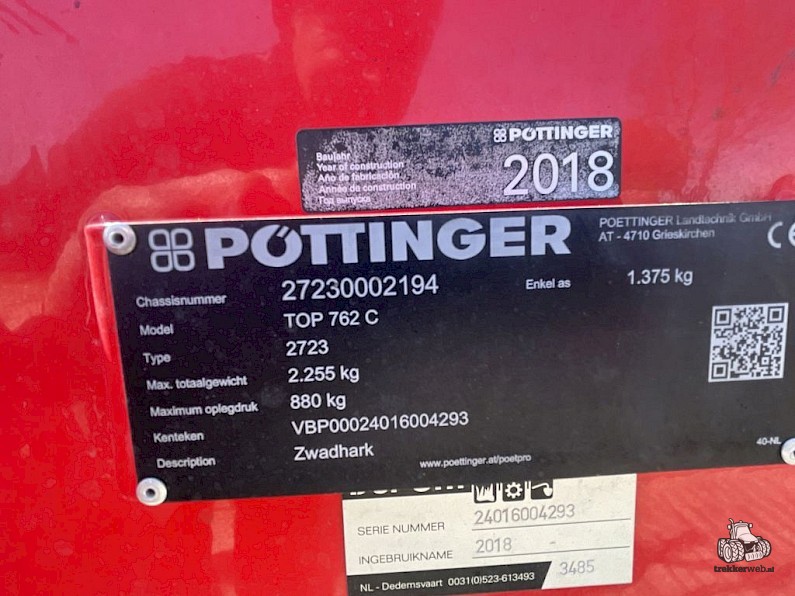 PÖTTINGER
Baujahr
Year of construction
Año de fabricación
Année de construction
Год выпуска
2018
PÖTTINGER
POETTINGER Landtechnik GmbH
AT - 4710 Grieskirchen
CE
Chassisnummer 27230002194 Enkel as 1.375 kg
Model TOP 762 C
Type 2723
Max. totaalgewicht 2.255 kg
Maximum oplegdruk 880 kg
Kenteken VBP00024016004293
Description Zwadhark
www.poettinger.at/poetpro
40-NL
SERIE NUMMER 24016004293
INGEBRUIKNAME 2018 - 3485
NL - Dedemsvaart 0031(0)523-613493
trekkerweb.nl